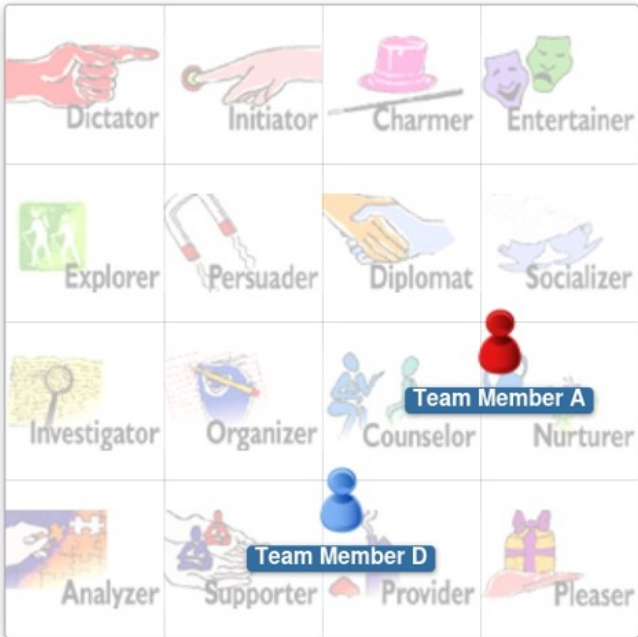 Dictator
Initiator
Charmer
Entertainer
Explorer
Persuader
Diplomat
Socializer
Team Member A
Investigator
Organizer
Counselor
Nurturer
Team Member D
Analyzer
Supporter
Provider
Pleaser